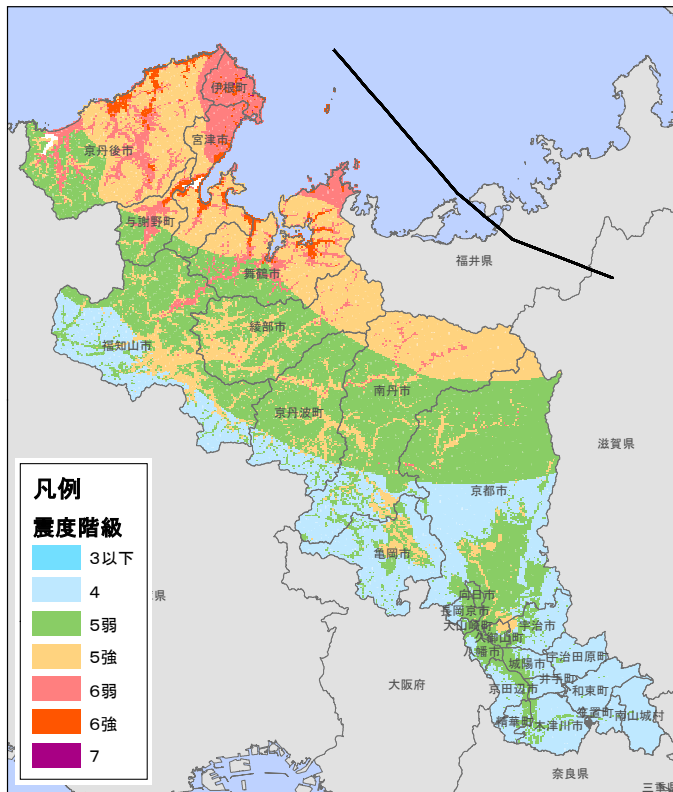 伊根町
宮津市
京丹後市
与謝野町
福井県
舞鶴市
綾部市
福知山市
南丹市
京丹波町
滋賀県
京都市
亀岡市
向日市
長岡京市
大山崎町
宇治市
久御山町
八幡市
宇治田原町
城陽市
井手町
京田辺市
和東町
笠置町
南山城村
精華町
木津川市
大阪府
奈良県
三重県
県
凡例
震度階級
3以下
4
5弱
5強
6弱
6強
7